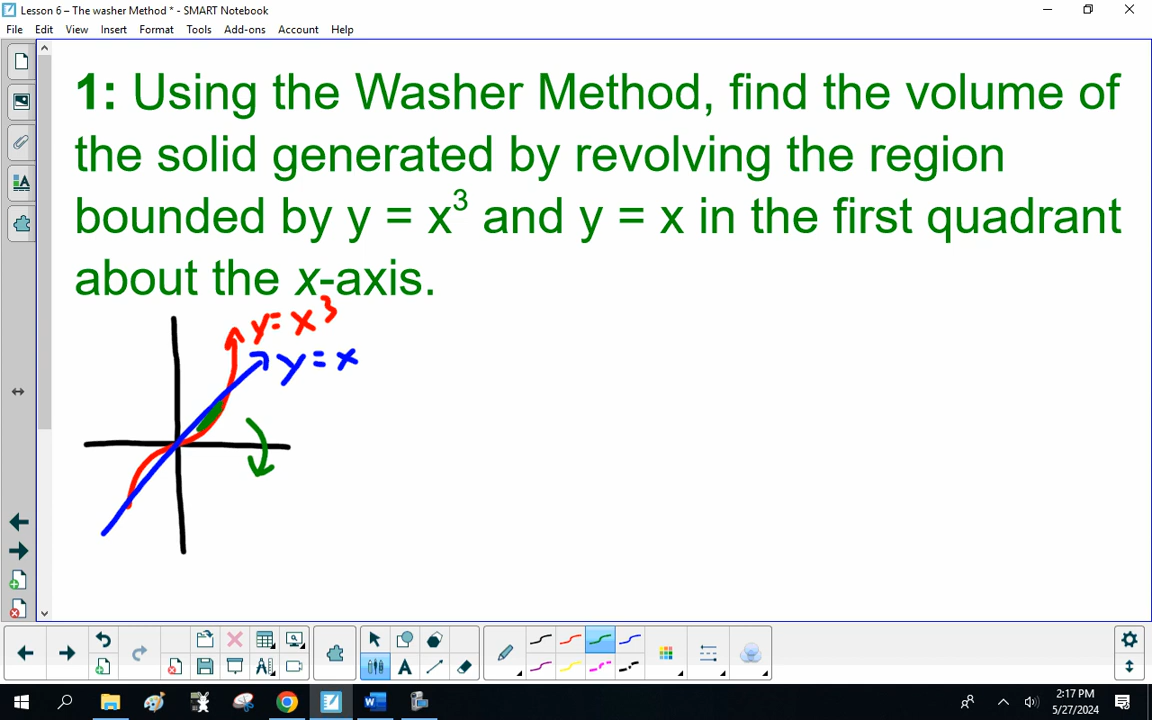 Lesson 6 – The washer Method * - SMART Notebook
File Edit View Insert Format Tools Add-ons Account Help
1: Using the Washer Method, find the volume of
the solid generated by revolving the region
bounded by y = x³ and y = x in the first quadrant
about the x-axis.
y = x³
y = x
2:17 PM
5/27/2024